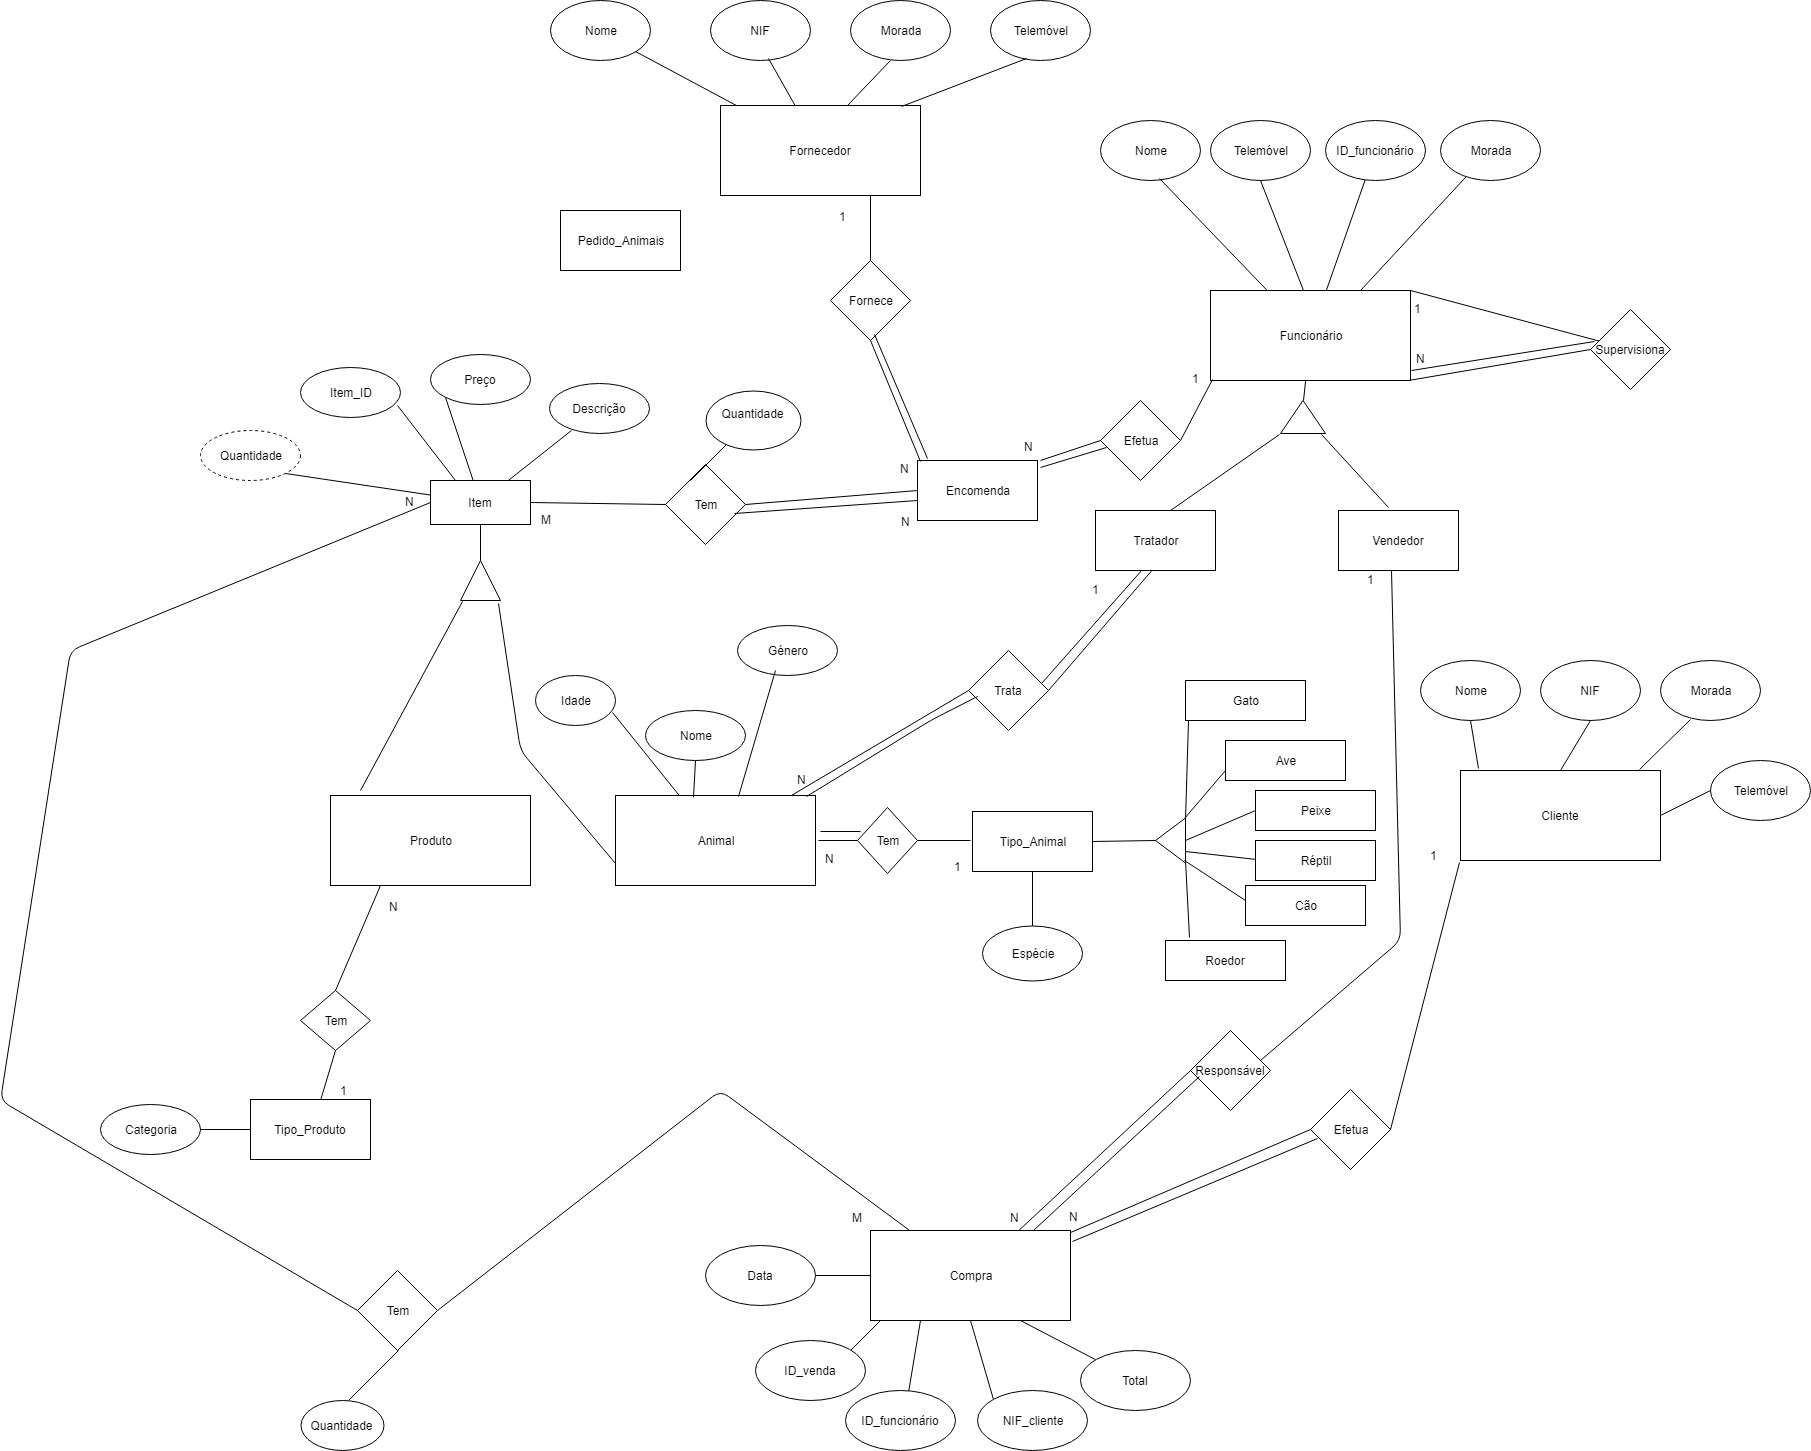 Nome
NIF
Morada
Telemóvel
Fornecedor
Nome
Telemóvel
ID_funcionário
Morada
1
Pedido_Animais
Fornece
Funcionário
1
Supervisiona
N
1
Item_ID
Preço
Descrição
Quantidade
Quantidade
Efetua
N
N
Encomenda
Item
N
M
Tem
N
Tratador
Vendedor
1
1
Género
Idade
Nome
Trata
N
Gato
Ave
Peixe
Réptil
Cão
Roedor
Nome
NIF
Morada
Telemóvel
Cliente
1
Produto
Animal
N
Tem
1
Tipo_Animal
Espécie
N
Tem
1
Categoria
Tipo_Produto
Responsável
Efetua
M
N
N
Data
Compra
Tem
ID_venda
ID_funcionário
NIF_cliente
Total
Quantidade